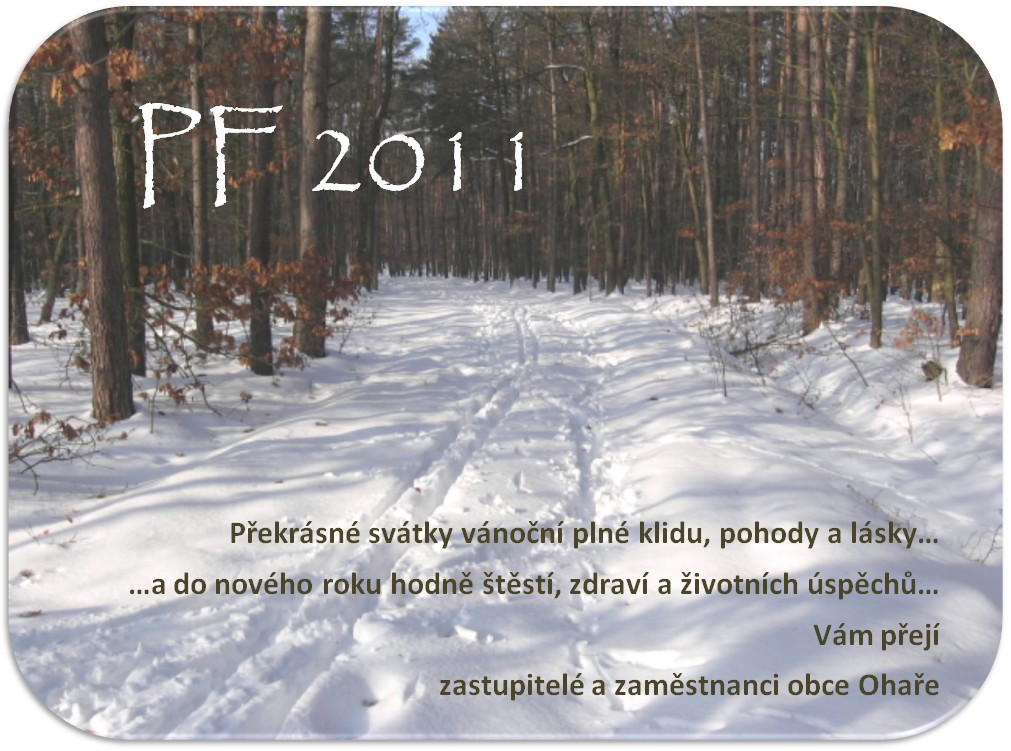 PF 2011
Překrásné svátky vánoční plné klidu, pohody a lásky…
…a do nového roku hodně štěstí, zdraví a životních úspěchů…
Vám přejí
zastupitelé a zaměstnanci obce Ohaře